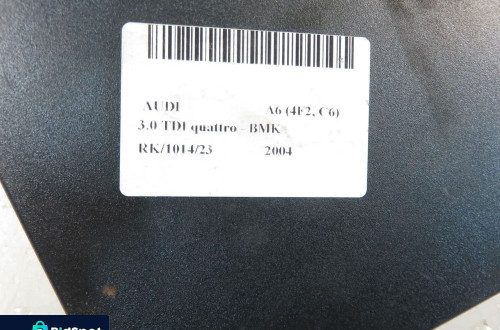 AUDI A6 (4F2, C6)
3.0 TDI quattro - BMK
RK/1014/23 2004